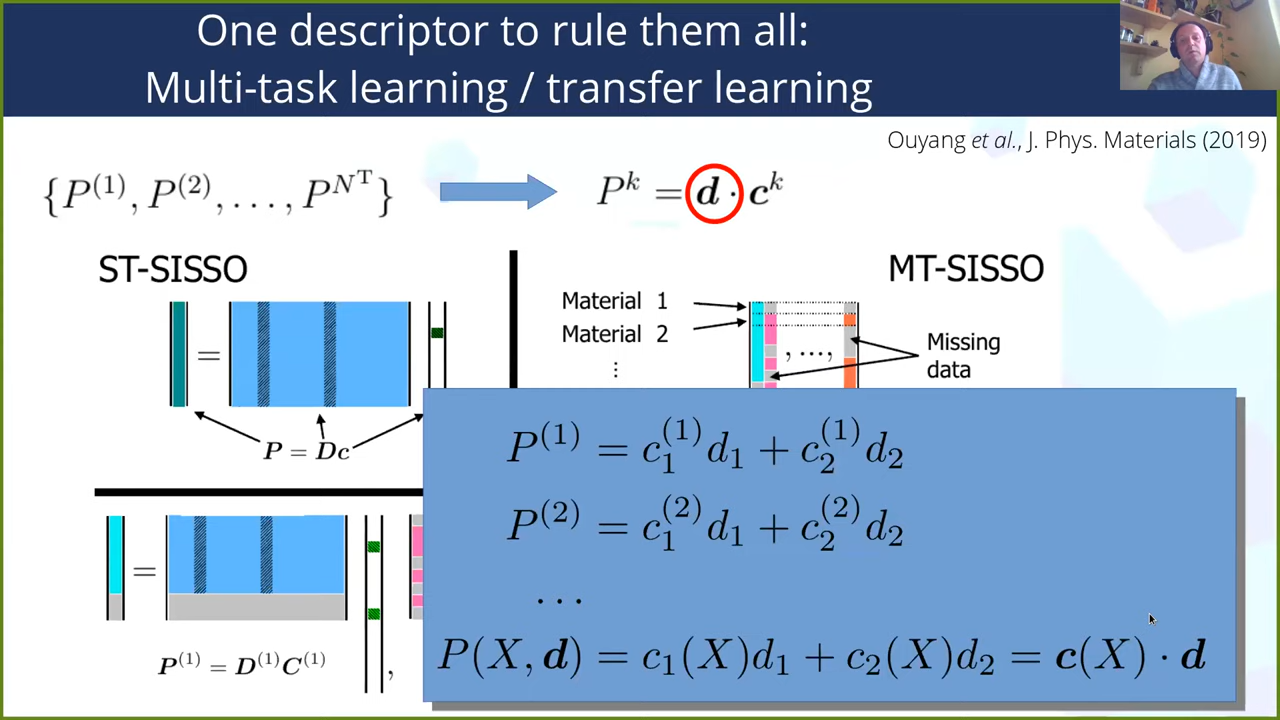 One descriptor to rule them all:
Multi-task learning / transfer learning
Ouyang et al., J. Phys. Materials (2019)
{P^{(1)}, P^{(2)}, ..., P^{N^T}}
P^k = d · c^k
ST-SISSO
MT-SISSO
Material 1
Material 2
⋮
, ...,
Missing
data
=
P = Dc
P^{(1)} = c_1^{(1)}d_1 + c_2^{(1)}d_2
P^{(2)} = c_1^{(2)}d_1 + c_2^{(2)}d_2
...
P(X, d) = c_1(X)d_1 + c_2(X)d_2 = c(X) · d
=
P^{(1)} = D^{(1)}C^{(1)}
,